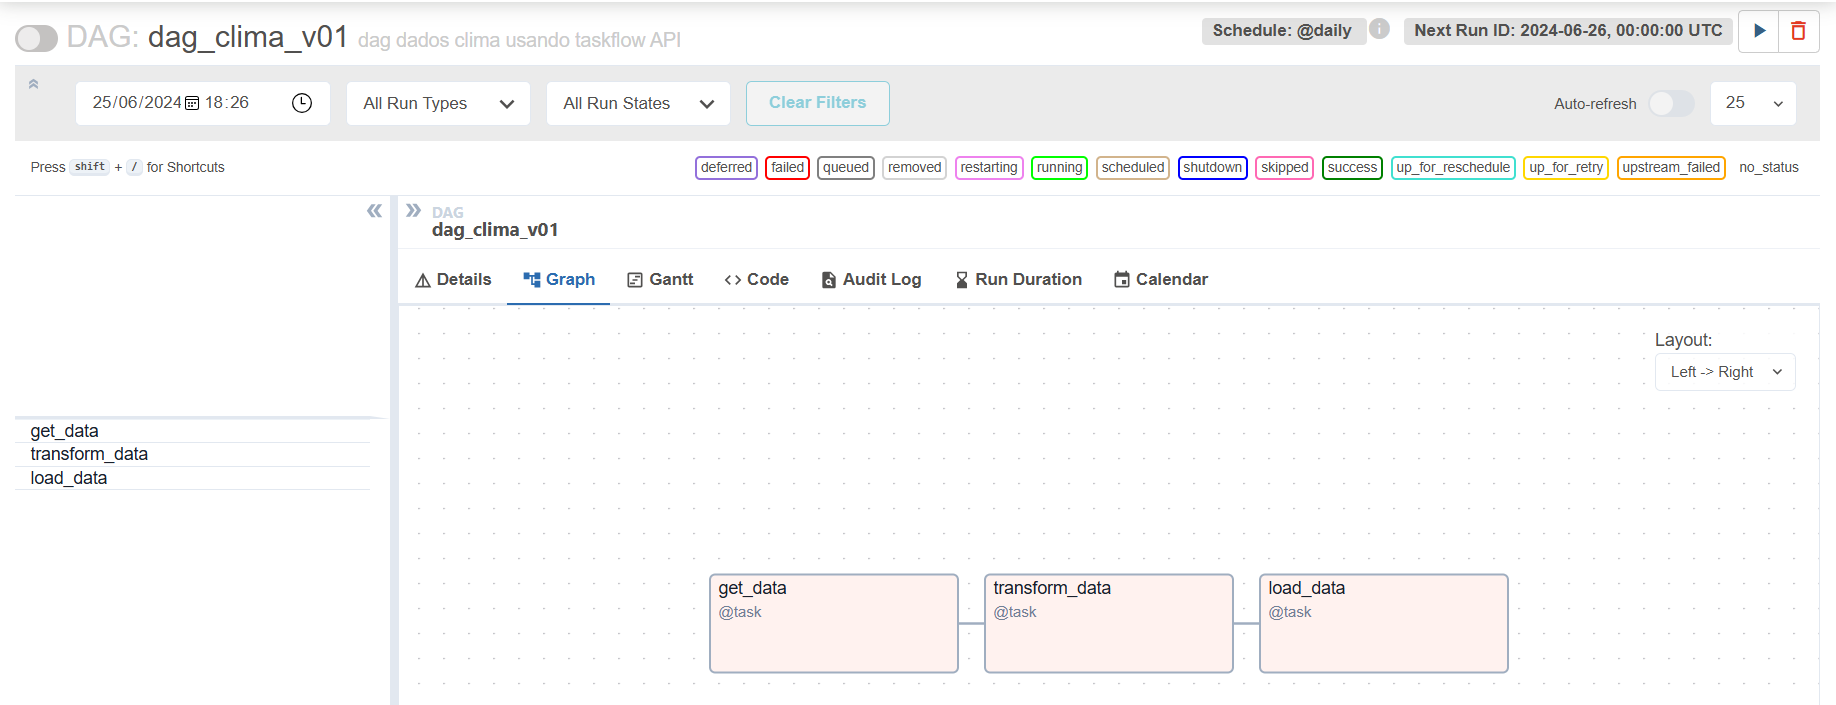 DAG: dag_clima_v01 dag dados clima usando taskflow API
Schedule: @daily
Next Run ID: 2024-06-26, 00:00:00 UTC
25/06/2024 18:26
All Run Types
All Run States
Clear Filters
Auto-refresh
25
Press shift + / for Shortcuts
deferred failed queued removed restarting running scheduled shutdown skipped success up_for_reschedule up_for_retry upstream_failed no_status
DAG
dag_clima_v01
Details
Graph
Gantt
Code
Audit Log
Run Duration
Calendar
Layout:
Left -> Right
get_data
transform_data
load_data
get_data
@task
transform_data
@task
load_data
@task